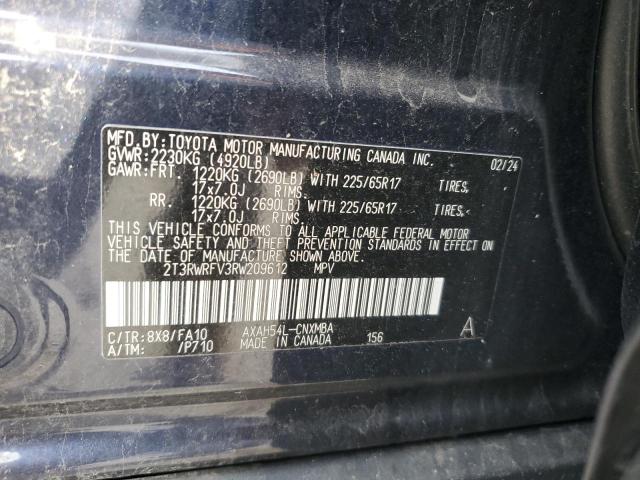 MFD.BY:TOYOTA MOTOR MANUFACTURING CANADA INC. 02/24
GVWR:2230KG (4920LB)
GAWR:FRT. 1220KG (2690LB) WITH 225/65R17 TIRES,
17x7.0J RIMS.
RR. 1220KG (2690LB) WITH 225/65R17 TIRES,
17x7.0J RIMS.
THIS VEHICLE CONFORMS TO ALL APPLICABLE FEDERAL MOTOR
VEHICLE SAFETY AND THEFT PREVENTION STANDARDS IN EFFECT ON
THE DATE OF MANUFACTURE SHOWN ABOVE.
2T3RWRFV3RW209612 MPV
C/TR:8X8/FA10 AXAH54L-CNXMBA A
A/TM: /P710 MADE IN CANADA 156